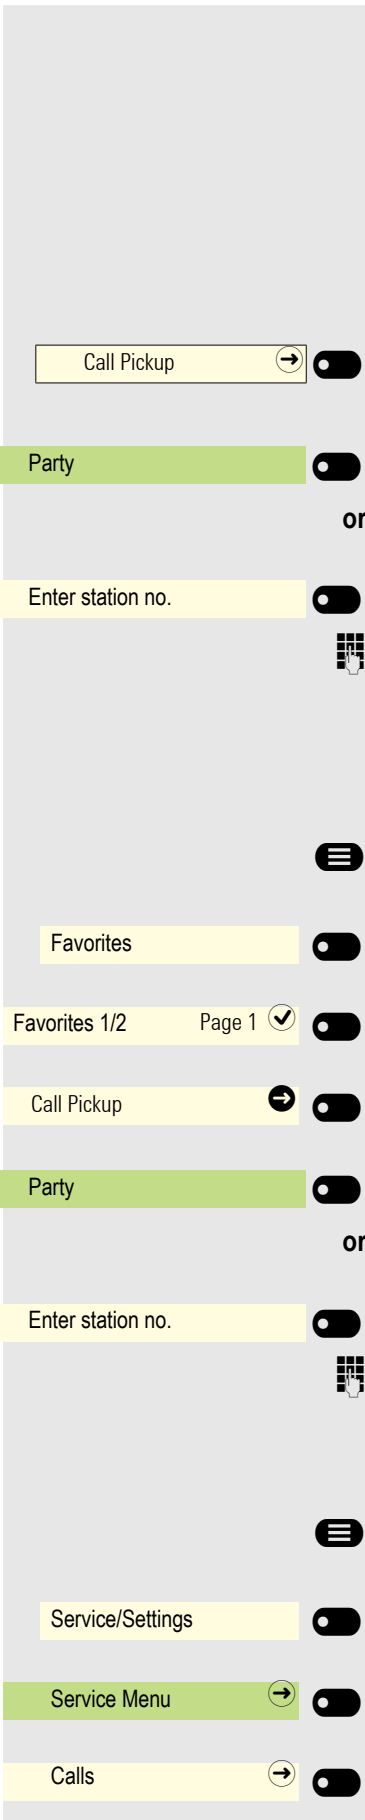 Call Pickup
Party
or
Enter station no.
Favorites
Favorites 1/2 Page 1
Call Pickup
Party
or
Enter station no.
Service/Settings
Service Menu
Calls